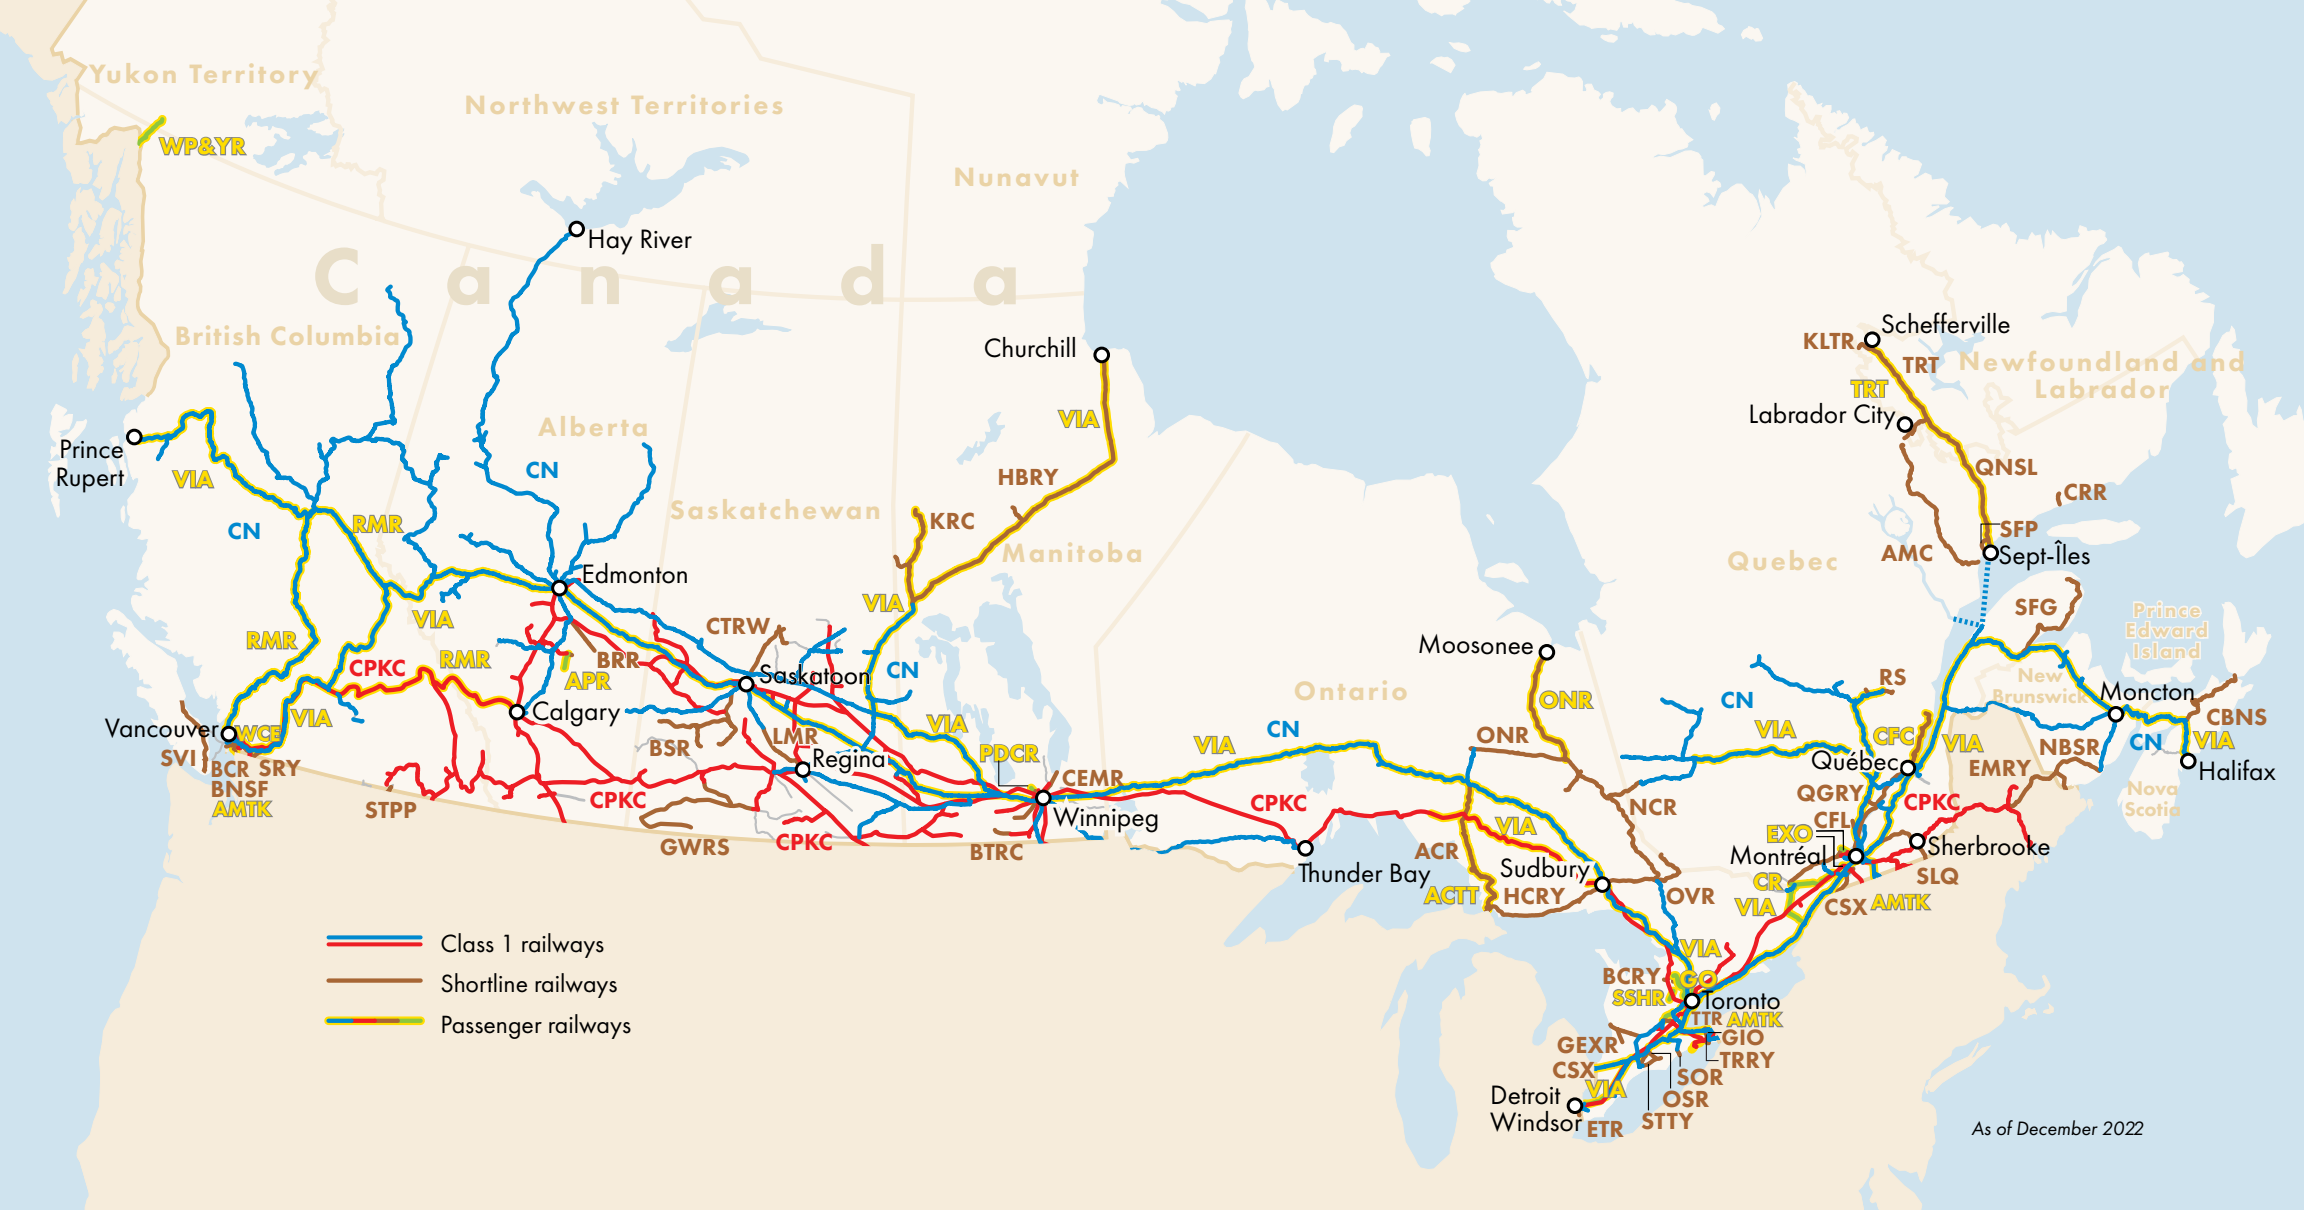 Yukon Territory
Northwest Territories
Nunavut
WP&YR
Canada
Hay River
British Columbia
Alberta
Saskatchewan
Manitoba
Ontario
Quebec
Newfoundland and
Labrador
Prince
Edward
Island
New
Brunswick
Nova
Scotia
Prince
Rupert
VIA
CN
RMR
CN
Edmonton
VIA
RMR
CPKC
RMR
VIA
Vancouver
WCE
SVI
BCR SRY
BNSF
AMTK
Calgary
BRR
APR
STPP
CPKC
CTRW
Saskatoon
BSR
LMR
Regina
GWRS
CPKC
Churchill
VIA
HBRY
KRC
VIA
CN
VIA
PDCR
CEMR
Winnipeg
BTRC
VIA
CN
CPKC
Thunder Bay
Moosonee
ONR
ONR
NCR
VIA
ACR
ACTT
Sudbury
HCRY
OVR
VIA
BCRY
GO
SSHR
Toronto
TTR
AMTK
GIO
TRRY
GEXR
CSX
VIA
SOR
OSR
STTY
Detroit
Windsor
ETR
Schefferville
KLTR
TRT
TRT
Labrador City
QNSL
CRR
SFP
Sept-Îles
AMC
SFG
RS
CN
VIA
CFC
VIA
Québec
QGRY
CFL
EXO
Montréal
CR
VIA
CSX
AMTK
CPKC
Sherbrooke
SLQ
EMRY
NBSR
Moncton
CBNS
CN
VIA
Halifax
Class 1 railways
Shortline railways
Passenger railways
As of December 2022